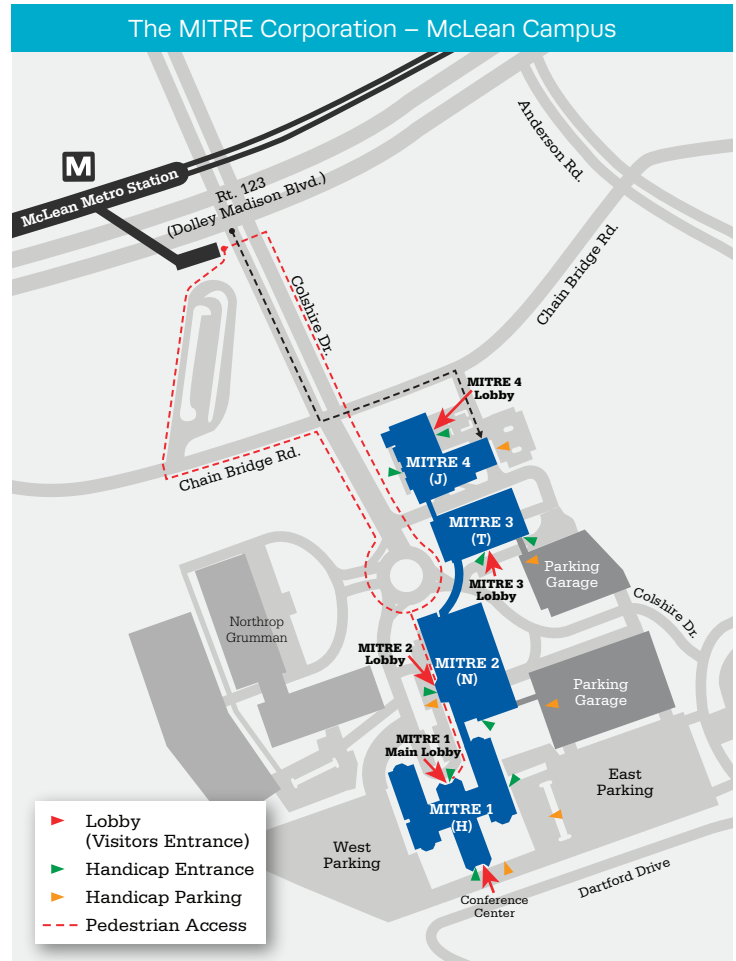 The MITRE Corporation – McLean Campus
M
McLean Metro Station
Rt. 123
(Dolley Madison Blvd.)
Anderson Rd.
Chain Bridge Rd.
Colshire Dr.
MITRE 4
Lobby
Chain Bridge Rd.
MITRE 4
(J)
MITRE 3
(T)
MITRE 3
Lobby
Parking
Garage
Colshire Dr.
Northrop
Grumman
MITRE 2
Lobby
MITRE 2
(N)
Parking
Garage
MITRE 1
Main Lobby
MITRE 1
(H)
East
Parking
West
Parking
Conference
Center
Dartford Drive
Lobby
(Visitors Entrance)
Handicap Entrance
Handicap Parking
Pedestrian Access